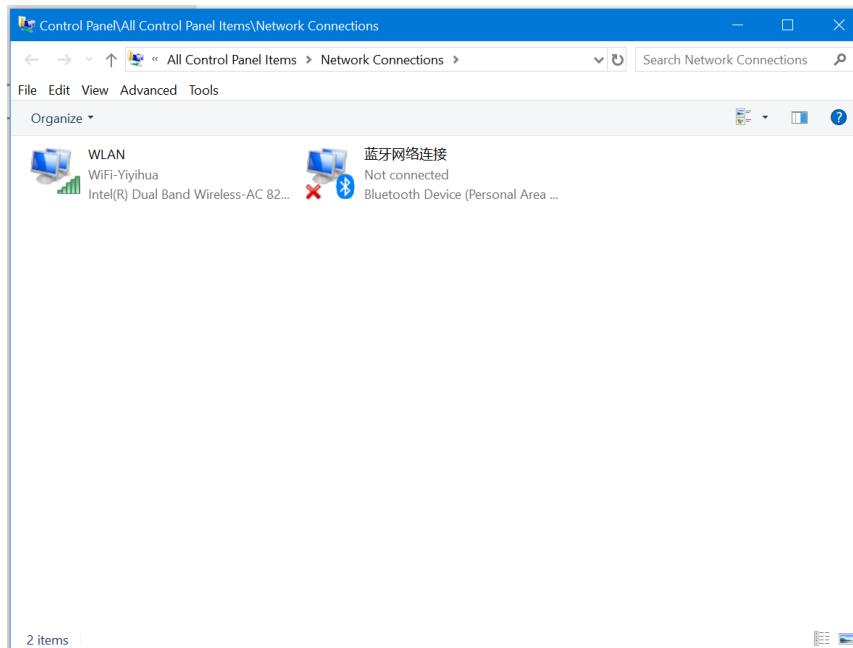 Control Panel\All Control Panel Items\Network Connections
« All Control Panel Items > Network Connections >
Search Network Connections
File Edit View Advanced Tools
Organize
WLAN
WiFi-Yiyihua
Intel(R) Dual Band Wireless-AC 82...
蓝牙网络连接
Not connected
Bluetooth Device (Personal Area ...
2 items